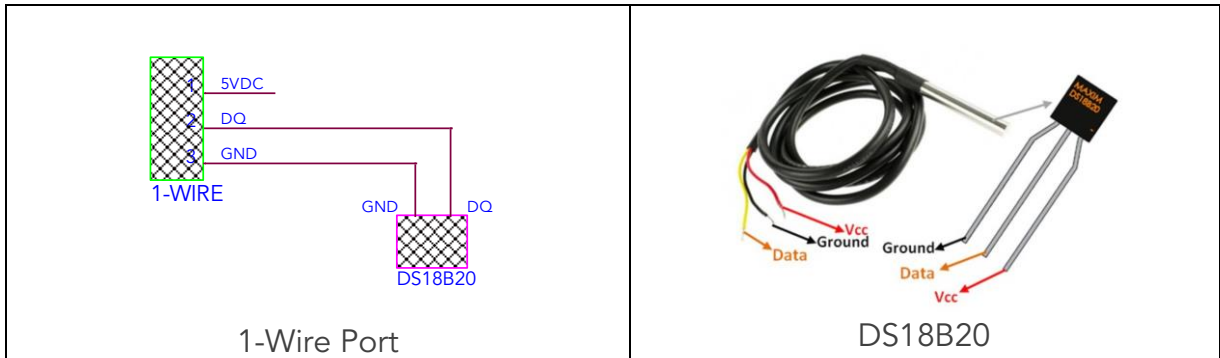 1
5VDC
2
DQ
3
GND
1-WIRE
GND
DQ
DS18B20
1-Wire Port
MAXIM
DS18B20
Vcc
Ground
Data
Ground
Data
Vcc
DS18B20